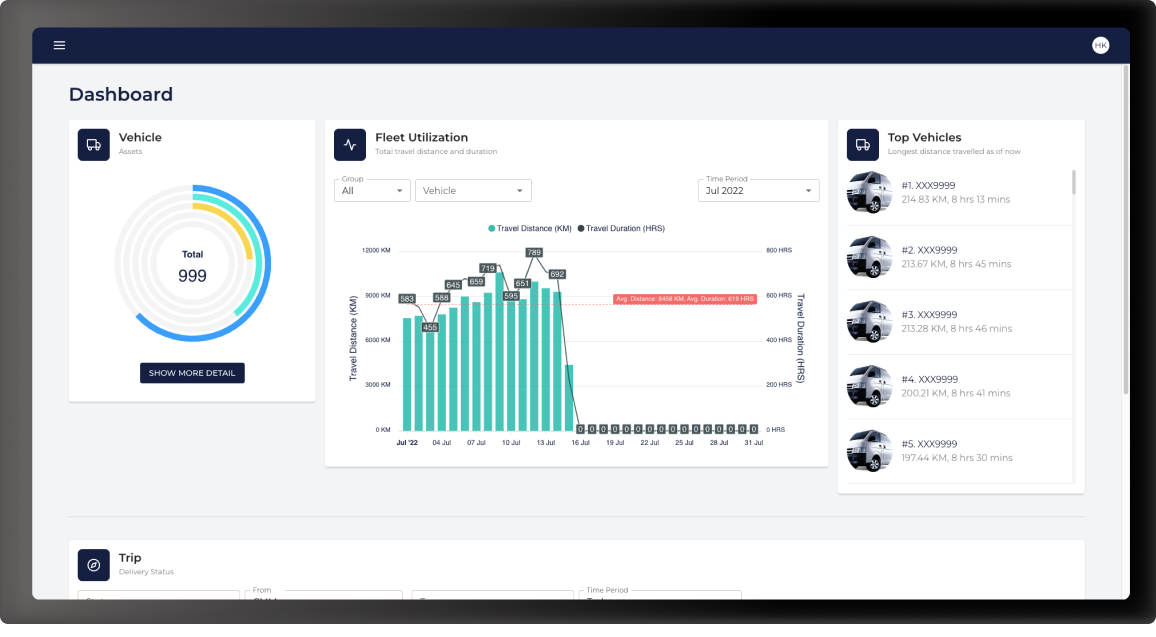 HK
Dashboard
Vehicle
Assets
Total
999
SHOW MORE DETAIL
Fleet Utilization
Total travel distance and duration
Group
All
Vehicle
Time Period
Jul 2022
Travel Distance (KM) Travel Duration (HRS)
12000 KM
9000 KM
6000 KM
3000 KM
0 KM
Travel Distance (KM)
800 HRS
600 HRS
400 HRS
200 HRS
0 HRS
Travel Duration (HRS)
583
455
588
645
659
719
595
651
789
692
0 0 0 0 0 0 0 0 0 0 0 0 0 0 0 0
Avg. Distance: 8458 KM, Avg. Duration: 619 HRS
Jul '22 04 Jul 07 Jul 10 Jul 13 Jul 16 Jul 19 Jul 22 Jul 25 Jul 28 Jul 31 Jul
Top Vehicles
Longest distance travelled as of now
#1. XXX9999
214.83 KM, 8 hrs 13 mins
#2. XXX9999
213.67 KM, 8 hrs 45 mins
#3. XXX9999
213.28 KM, 8 hrs 46 mins
#4. XXX9999
200.21 KM, 8 hrs 41 mins
#5. XXX9999
197.44 KM, 8 hrs 30 mins
Trip
Delivery Status
From
Time Period